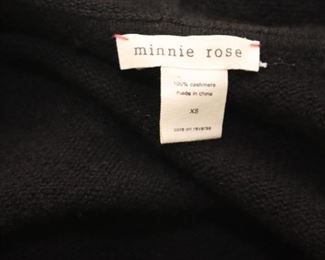 minnie rose
100% cashmere
made in china
XS
care on reverse